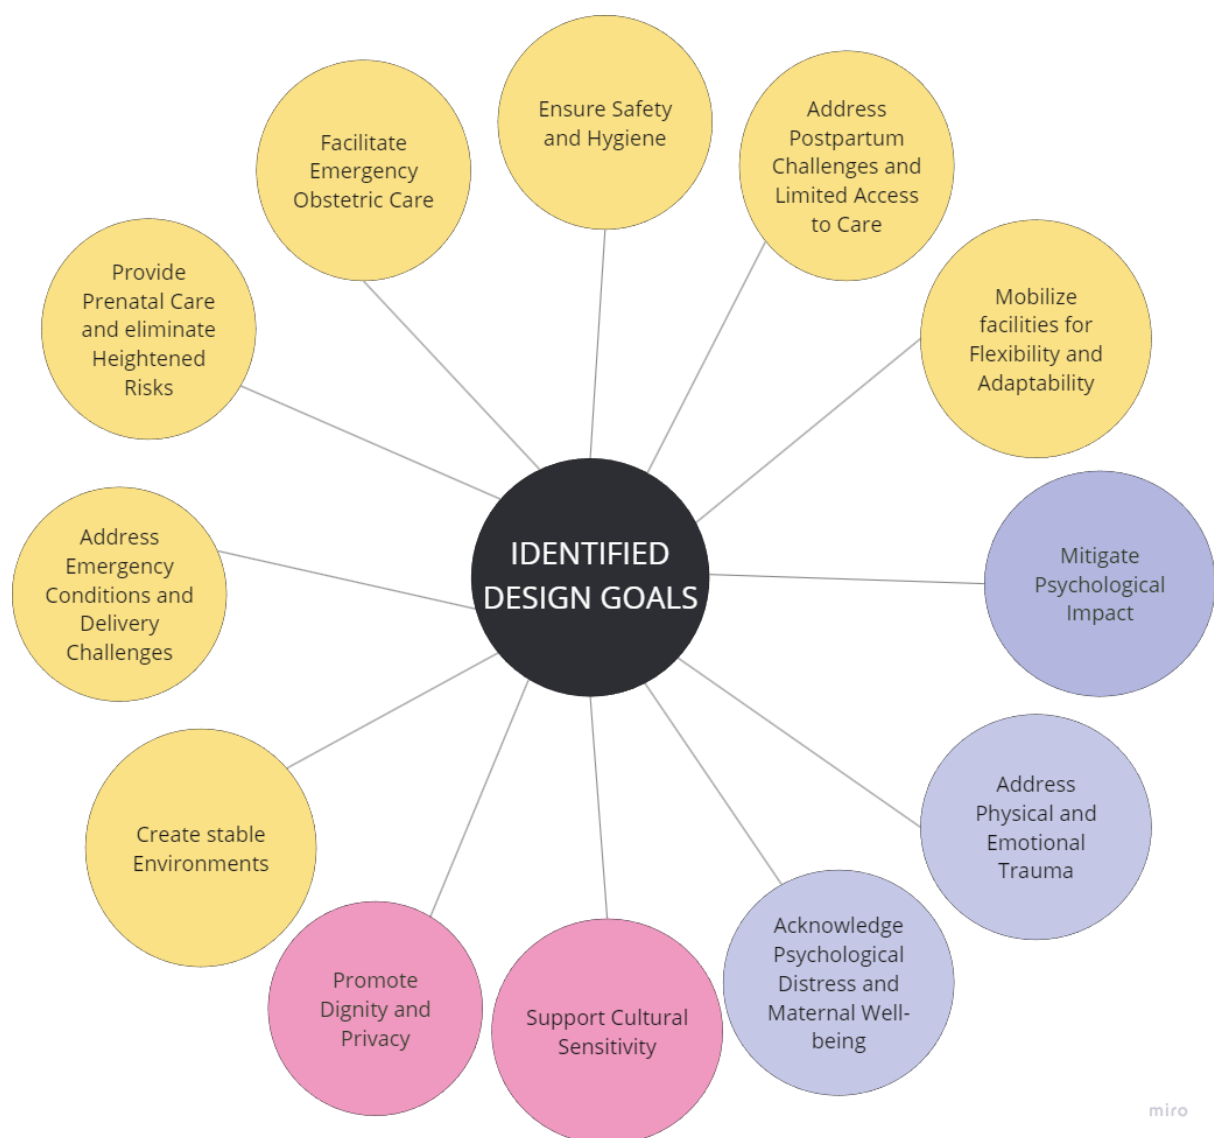 Ensure Safety
and Hygiene
Address
Postpartum
Challenges and
Limited Access
to Care
Facilitate
Emergency
Obstetric Care
Provide
Prenatal Care
and eliminate
Heightened
Risks
Mobilize
facilities for
Flexibility and
Adaptability
IDENTIFIED
DESIGN GOALS
Address
Emergency
Conditions and
Delivery
Challenges
Mitigate
Psychological
Impact
Create stable
Environments
Address
Physical and
Emotional
Trauma
Promote
Dignity and
Privacy
Support Cultural
Sensitivity
Acknowledge
Psychological
Distress and
Maternal Well-
being
miro